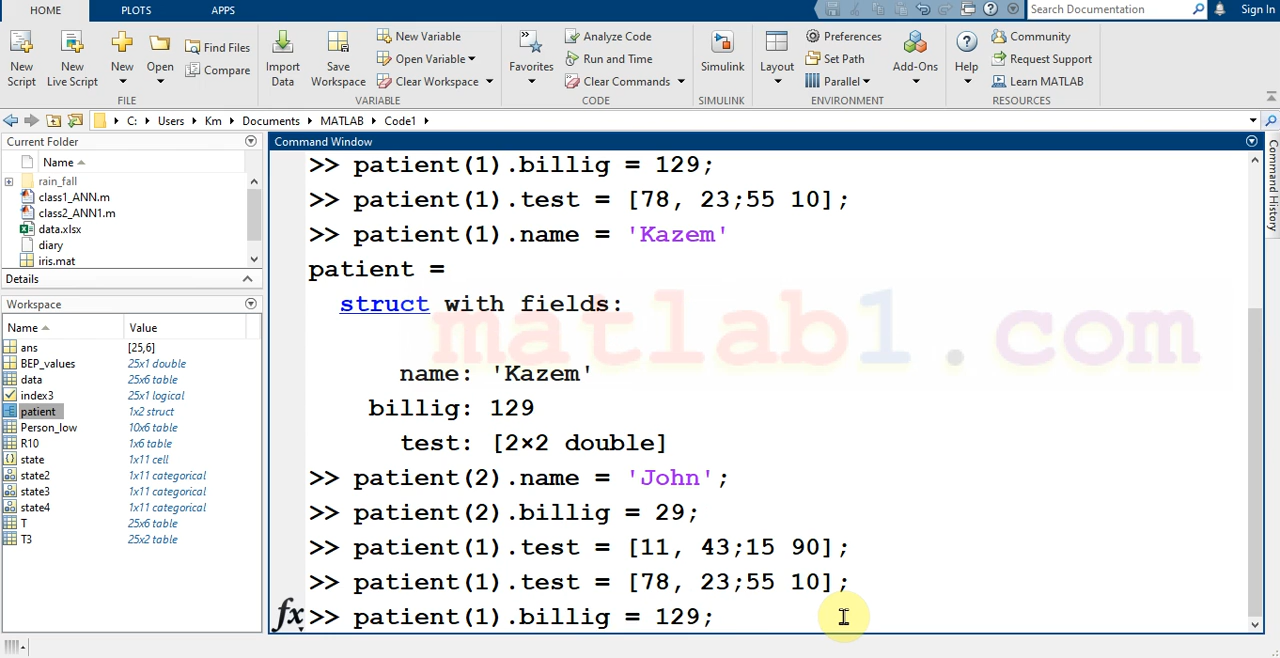 HOME PLOTS APPS
Search Documentation
Sign In
New Script
New Live Script
New
Open
Find Files
Compare
FILE
Import Data
Save Workspace
New Variable
Open Variable
Clear Workspace
VARIABLE
Favorites
Analyze Code
Run and Time
Clear Commands
CODE
Simulink
SIMULINK
Layout
Preferences
Set Path
Parallel
Add-Ons
ENVIRONMENT
Help
Community
Request Support
Learn MATLAB
RESOURCES
C: Users Km Documents MATLAB Code1
Current Folder
Name
rain_fall
class1_ANN.m
class2_ANN1.m
data.xlsx
diary
iris.mat
Details
Workspace
Name Value
ans [25,6]
BEP_values 25x1 double
data 25x6 table
index3 25x1 logical
patient 1x2 struct
Person_low 10x6 table
R10 1x6 table
state 1x11 cell
state2 1x11 categorical
state3 1x11 categorical
state4 1x11 categorical
T 25x6 table
T3 25x2 table
Command Window
>> patient(1).billig = 129;
>> patient(1).test = [78, 23;55 10];
>> patient(1).name = 'Kazem'
patient =
struct with fields:
matlab1.com
name: 'Kazem'
billig: 129
test: [2×2 double]
>> patient(2).name = 'John';
>> patient(2).billig = 29;
>> patient(1).test = [11, 43;15 90];
>> patient(1).test = [78, 23;55 10];
fx >> patient(1).billig = 129;
Command History